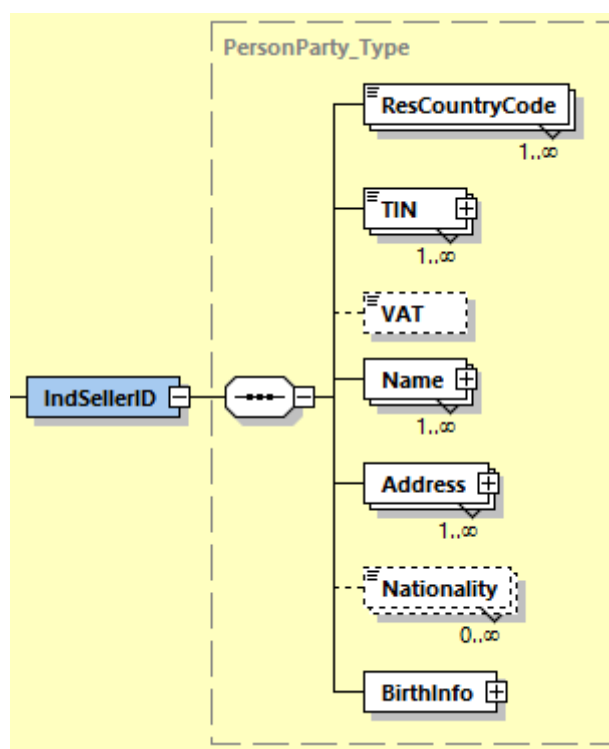 PersonParty_Type
ResCountryCode
1..∞
TIN
1..∞
VAT
IndSellerID
Name
1..∞
Address
1..∞
Nationality
0..∞
BirthInfo